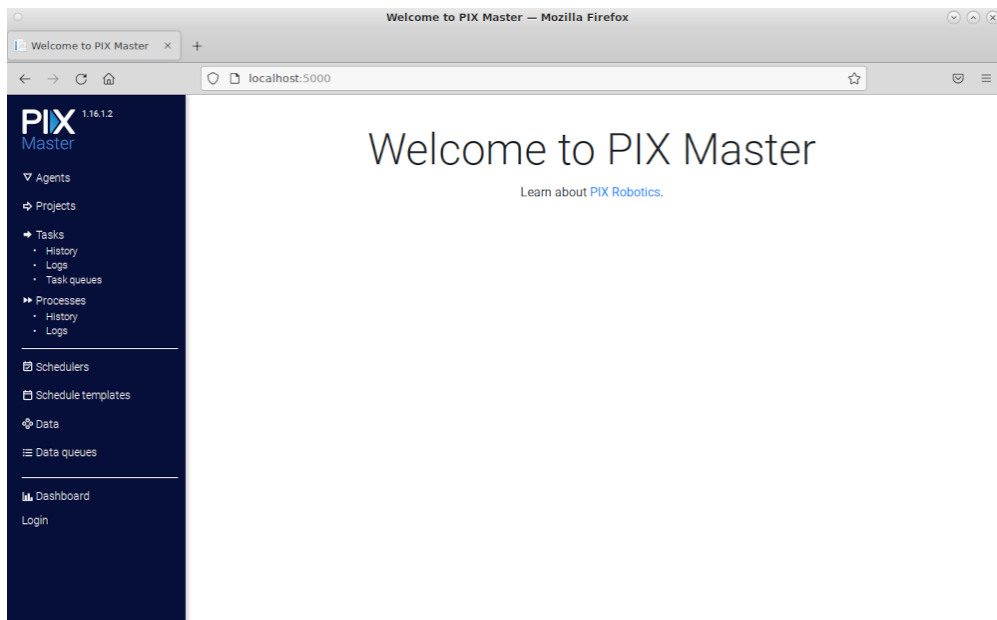 Welcome to PIX Master — Mozilla Firefox
Welcome to PIX Master
localhost:5000
PIX 1.16.1.2
Master
Agents
Projects
Tasks
History
Logs
Task queues
Processes
History
Logs
Schedulers
Schedule templates
Data
Data queues
Dashboard
Login
Welcome to PIX Master
Learn about PIX Robotics.